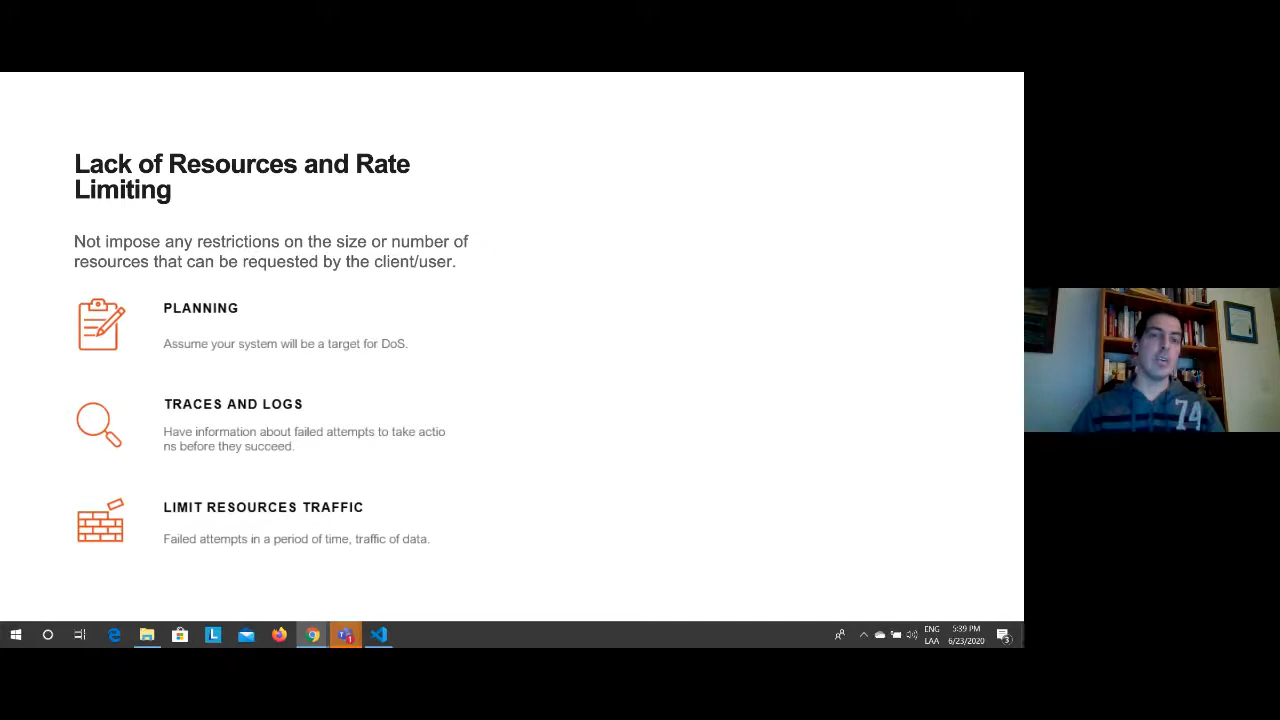 Lack of Resources and Rate
Limiting
Not impose any restrictions on the size or number of
resources that can be requested by the client/user.
PLANNING
Assume your system will be a target for DoS.
TRACES AND LOGS
Have information about failed attempts to take actio
ns before they succeed.
LIMIT RESOURCES TRAFFIC
Failed attempts in a period of time, traffic of data.
74
L
ENG
LAA
5:39 PM
6/23/2020
3